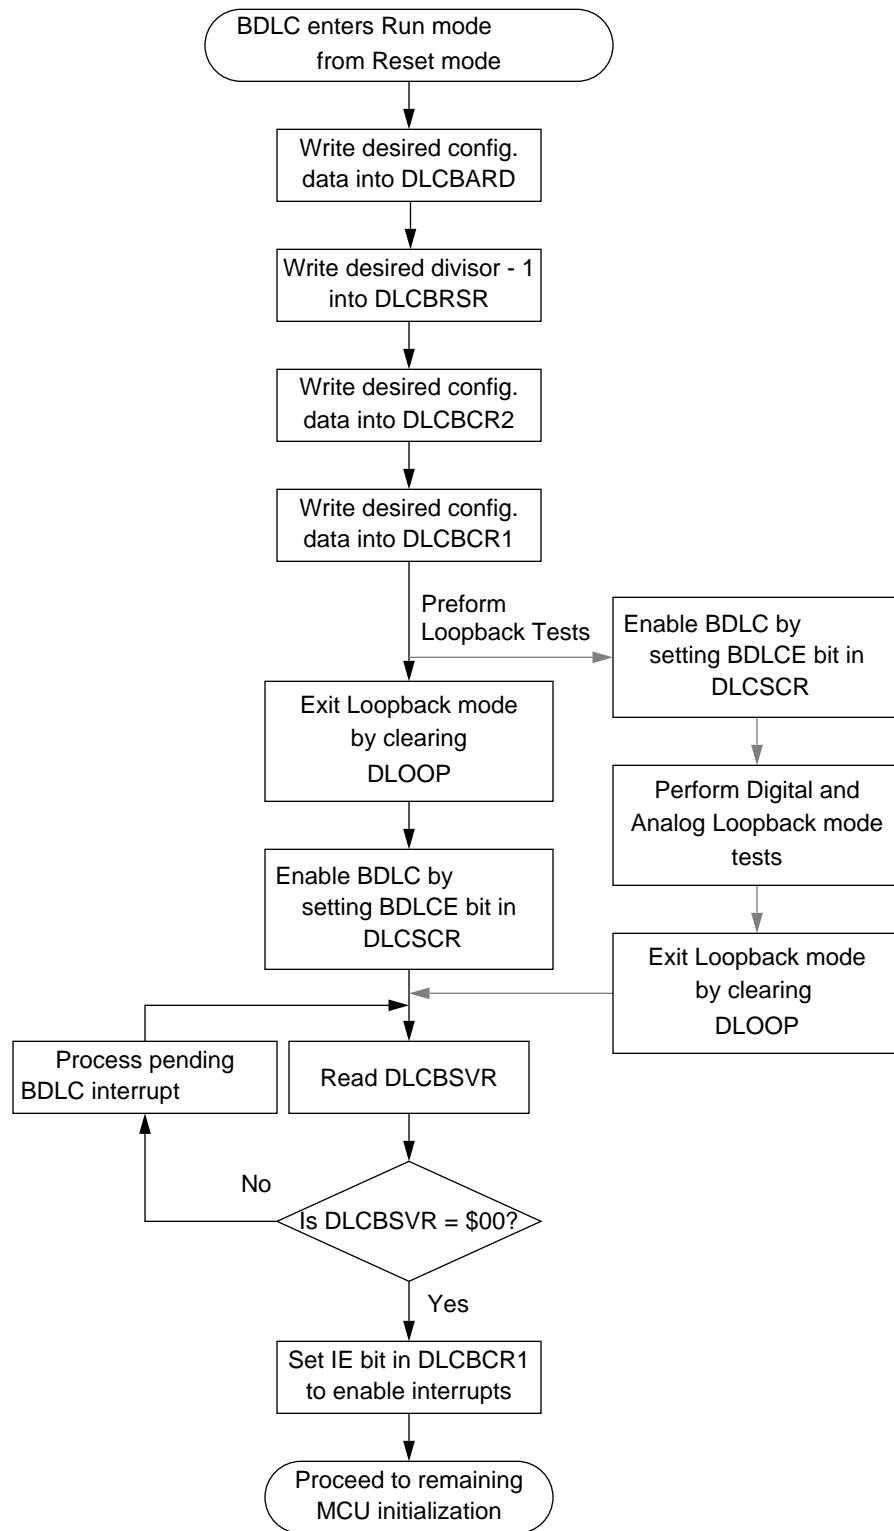 BDLC enters Run mode
from Reset mode
Write desired config.
data into DLCBARD
Write desired divisor - 1
into DLCBRSR
Write desired config.
data into DLCBCR2
Write desired config.
data into DLCBCR1
Preform
Loopback Tests
Enable BDLC by
setting BDLCE bit in
DLCSCR
Exit Loopback mode
by clearing
DLOOP
Perform Digital and
Analog Loopback mode
tests
Enable BDLC by
setting BDLCE bit in
DLCSCR
Exit Loopback mode
by clearing
DLOOP
Process pending
BDLC interrupt
Read DLCBSVR
No
Is DLCBSVR = $00?
Yes
Set IE bit in DLCBCR1
to enable interrupts
Proceed to remaining
MCU initialization